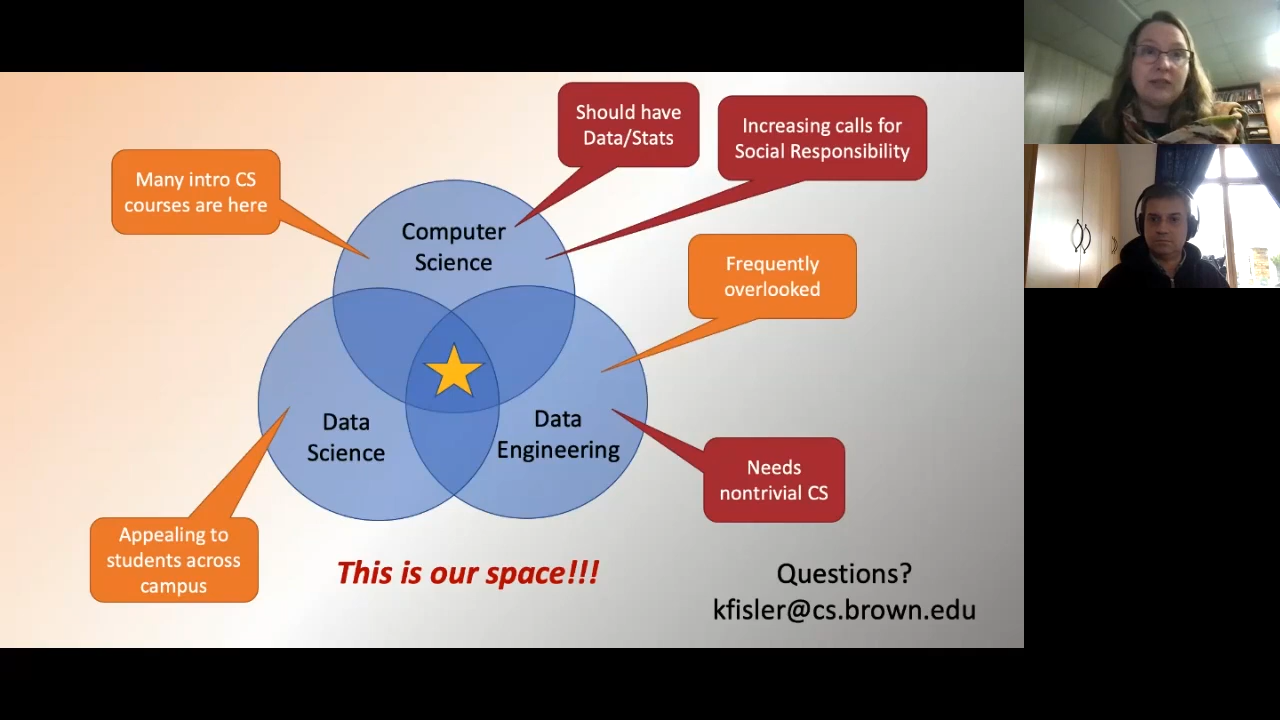 Should have
Data/Stats
Increasing calls for
Social Responsibility
Many intro CS
courses are here
Computer
Science
Frequently
overlooked
Data
Science
Data
Engineering
Needs
nontrivial CS
Appealing to
students across
campus
This is our space!!!
Questions?
kfisler@cs.brown.edu